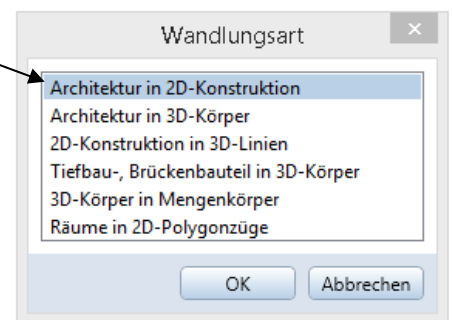 Wandlungsart
Architektur in 2D-Konstruktion
Architektur in 3D-Körper
2D-Konstruktion in 3D-Linien
Tiefbau-, Brückenbauteil in 3D-Körper
3D-Körper in Mengenkörper
Räume in 2D-Polygonzüge
OK Abbrechen